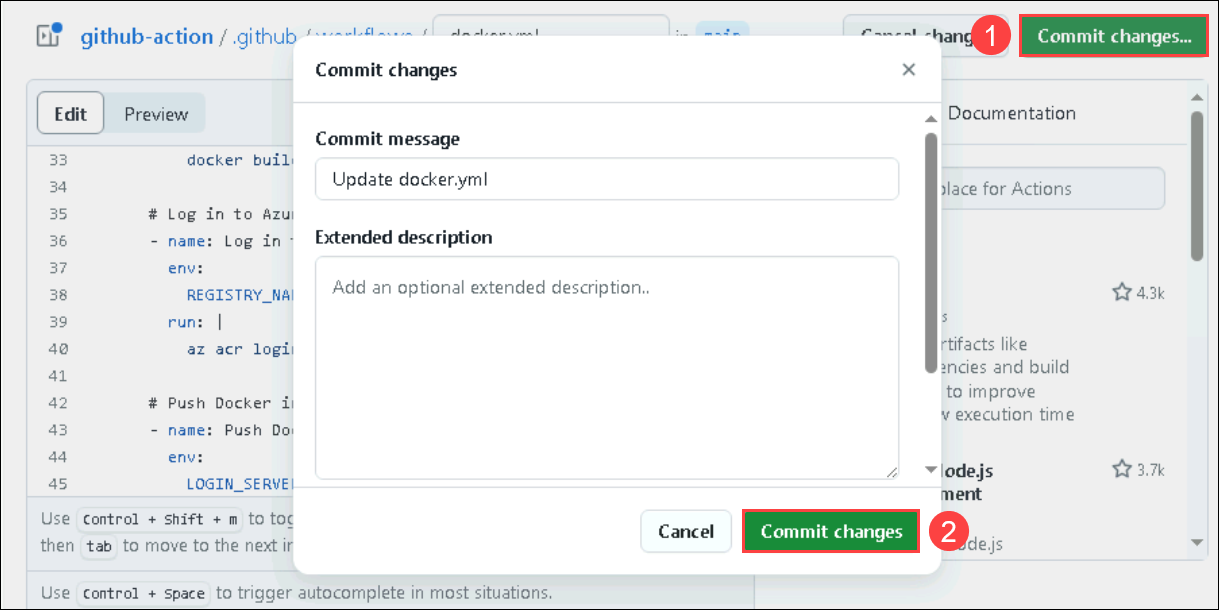 github-action / .github / workflows / docker.yml in main
Cancel chang
1
Commit changes...
Edit
Preview
Documentation
33 docker buil
34
35 # Log in to Azu
36 - name: Log in
37 env:
38 REGISTRY_NA
39 run: |
40 az acr logi
41
42 # Push Docker i
43 - name: Push Do
44 env:
45 LOGIN_SERVE
Use Control + Shift + m to tog
then tab to move to the next in
Use Control + Space to trigger autocomplete in most situations.
Commit changes
×
Commit message
Update docker.yml
Extended description
Add an optional extended description..
Cancel
Commit changes
2
place for Actions
4.3k
s
rtifacts like
encies and build
to improve
w execution time
lode.js
ment
3.7k
ode.js